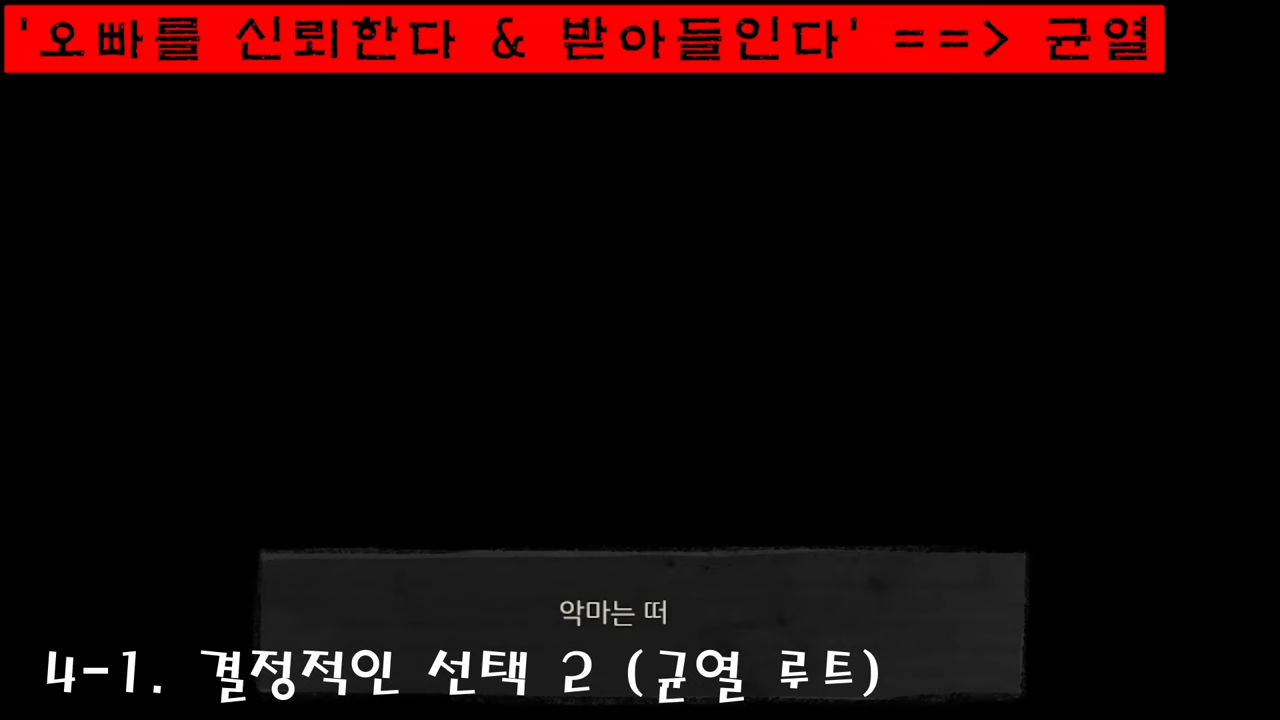 '오빠를 신뢰한다 & 받아들인다' ==> 균열
악마는 떠
4-1. 결정적인 선택 2 (균열 루트)